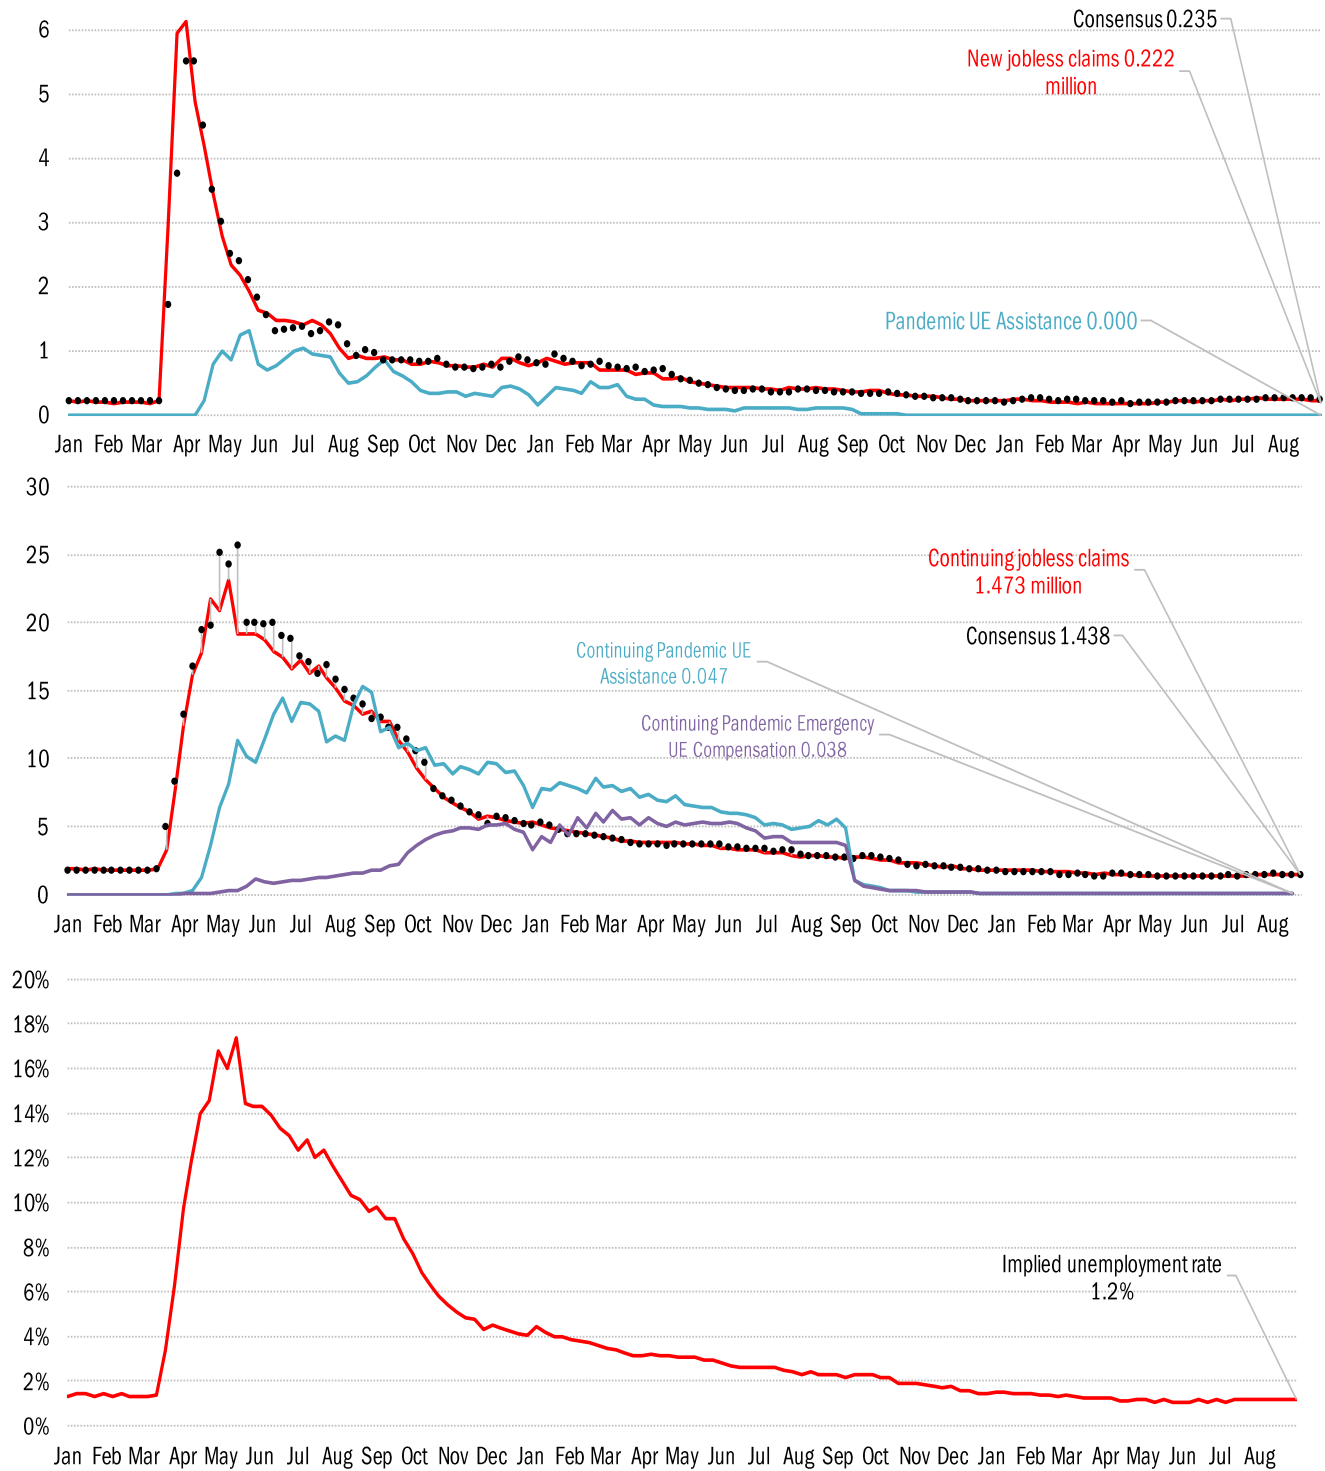 6
Consensus 0.235
New jobless claims 0.222
million
5
4
3
2
Pandemic UE Assistance 0.000
1
0
Jan Feb Mar Apr May Jun Jul Aug Sep Oct Nov Dec Jan Feb Mar Apr May Jun Jul Aug Sep Oct Nov Dec Jan Feb Mar Apr May Jun Jul Aug
30
25
Continuing jobless claims
1.473 million
20
Consensus 1.438
Continuing Pandemic UE
Assistance 0.047
15
Continuing Pandemic Emergency
UE Compensation 0.038
10
5
0
Jan Feb Mar Apr May Jun Jul Aug Sep Oct Nov Dec Jan Feb Mar Apr May Jun Jul Aug Sep Oct Nov Dec Jan Feb Mar Apr May Jun Jul Aug
20%
18%
16%
14%
12%
10%
8%
Implied unemployment rate
1.2%
6%
4%
2%
0%
Jan Feb Mar Apr May Jun Jul Aug Sep Oct Nov Dec Jan Feb Mar Apr May Jun Jul Aug Sep Oct Nov Dec Jan Feb Mar Apr May Jun Jul Aug